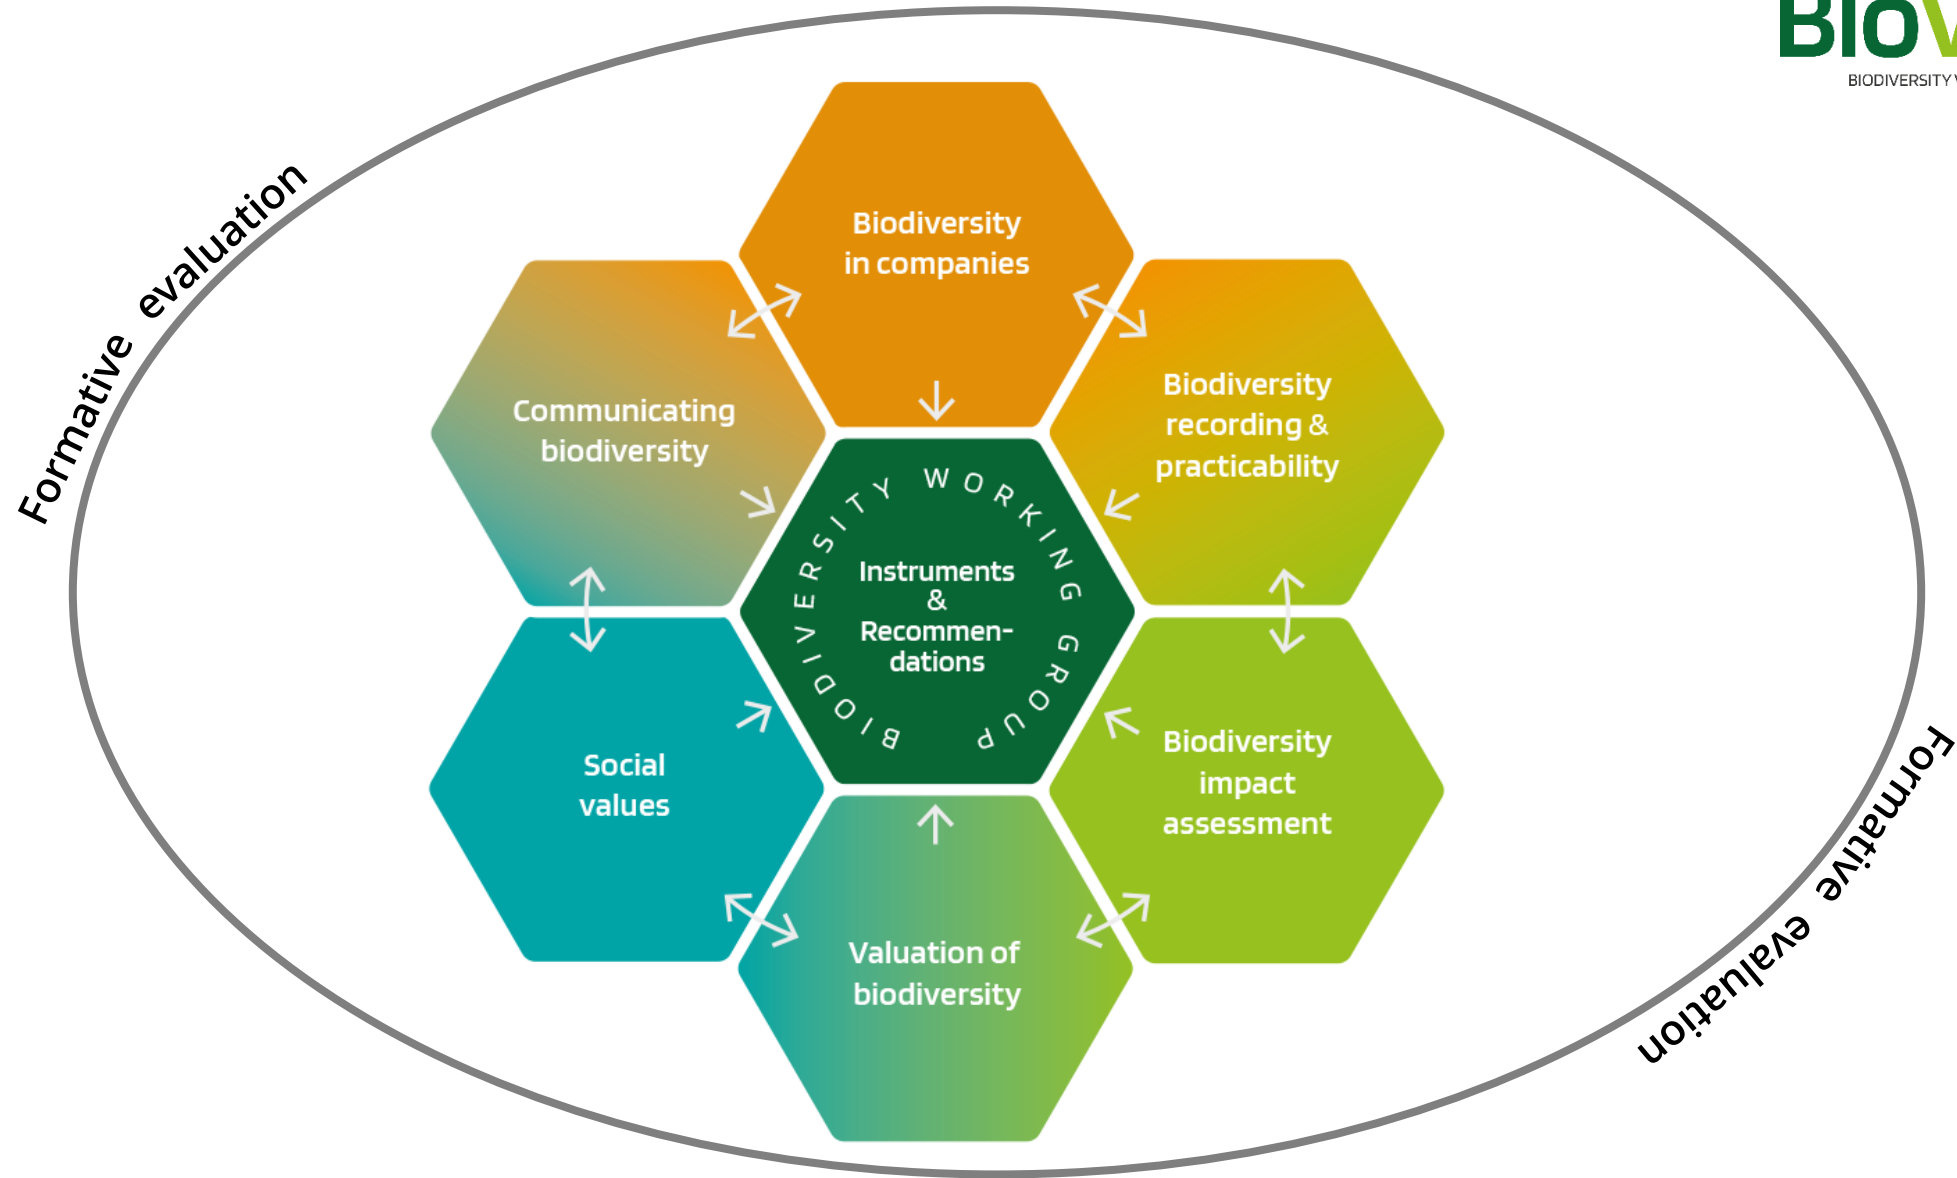 BIOV
BIODIVERSITY
Formative evaluation
Biodiversity
in companies
Communicating
biodiversity
Biodiversity
recording &
practicability
BIODIVERSITY WORKING GROUP
Instruments
&
Recommen-
dations
Social
values
Biodiversity
impact
assessment
Valuation of
biodiversity
Formative evaluation